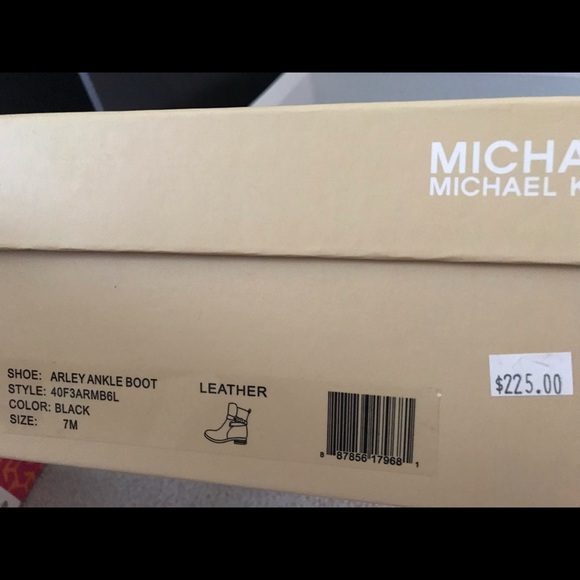 MICHA
MICHAEL K
$225.00
SHOE: ARLEY ANKLE BOOT
STYLE: 40F3ARMB6L
COLOR: BLACK
SIZE: 7M
LEATHER
8 87856 17968 1